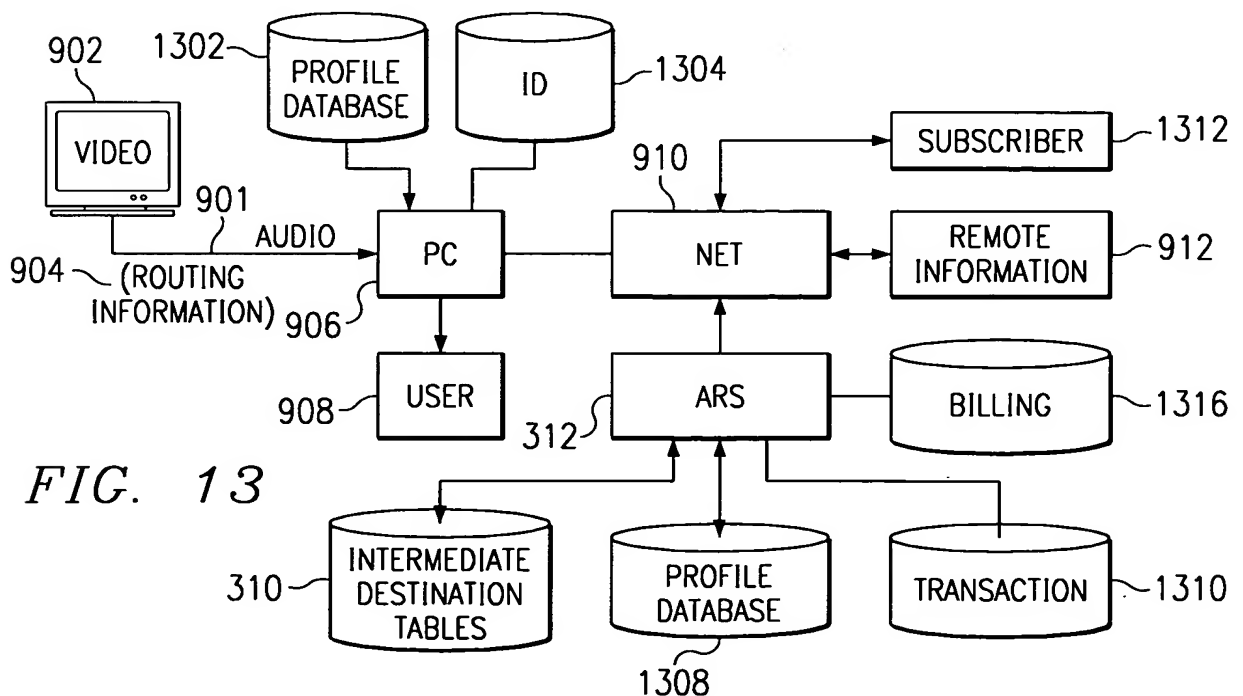 902
1302
PROFILE
DATABASE
ID
1304
VIDEO
901
AUDIO
904
(ROUTING
INFORMATION)
PC
906
910
NET
SUBSCRIBER
1312
REMOTE
INFORMATION
912
USER
908
ARS
312
BILLING
1316
FIG. 13
310
INTERMEDIATE
DESTINATION
TABLES
PROFILE
DATABASE
1308
TRANSACTION
1310